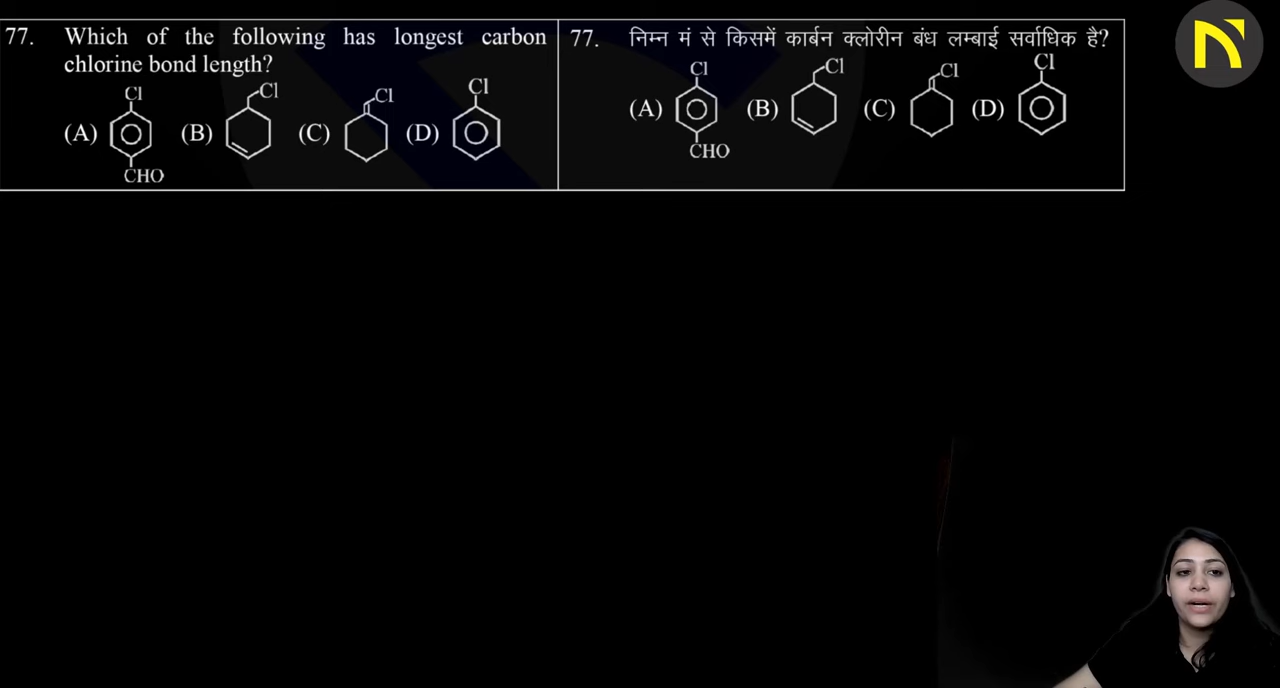 77. Which of the following has longest carbon
chlorine bond length?
Cl Cl Cl Cl
(A) (B) (C) (D)
CHO
77. निम्न मं से किसमें कार्बन क्लोरीन बंध लम्बाई सर्वाधिक है?
Cl Cl Cl Cl
(A) (B) (C) (D)
CHO